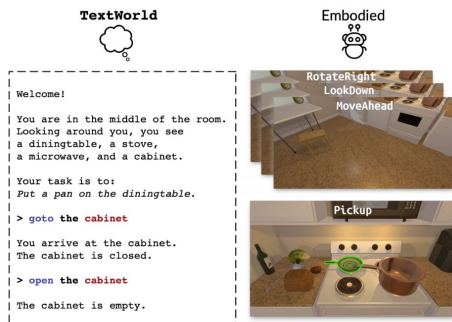 TextWorld
Welcome!
You are in the middle of the room.
Looking around you, you see
a diningtable, a stove,
a microwave, and a cabinet.
Your task is to:
Put a pan on the diningtable.
> goto the cabinet
You arrive at the cabinet.
The cabinet is closed.
> open the cabinet
The cabinet is empty.
Embodied
RotateRight
LookDown
MoveAhead
Pickup